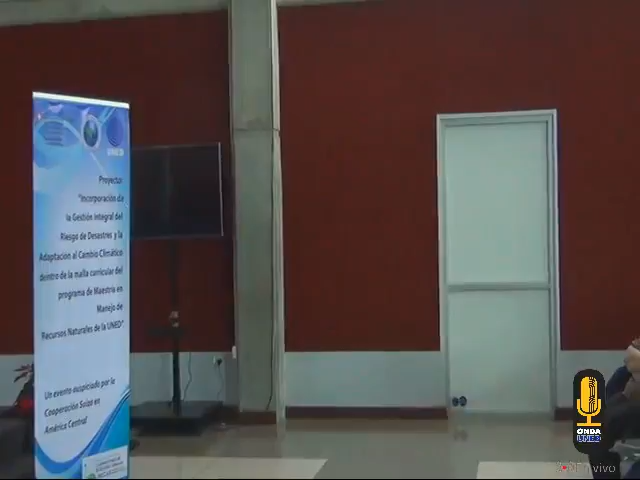 UNED
Proyecto:
"Incorporación de
la Gestión Integral del
Riesgo de Desastres y la
Adaptación al Cambio Climático
dentro de la malla curricular del
programa de Maestría en
Manejo de
Recursos Naturales de la UNED"
Un evento auspiciado por la
Cooperación Suiza en
América Central
ONDA
UNED
En vivo